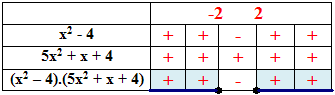 -2 2
x² - 4 + + - + +
5x² + x + 4 + + + + +
(x² – 4).(5x² + x + 4) + + - + +